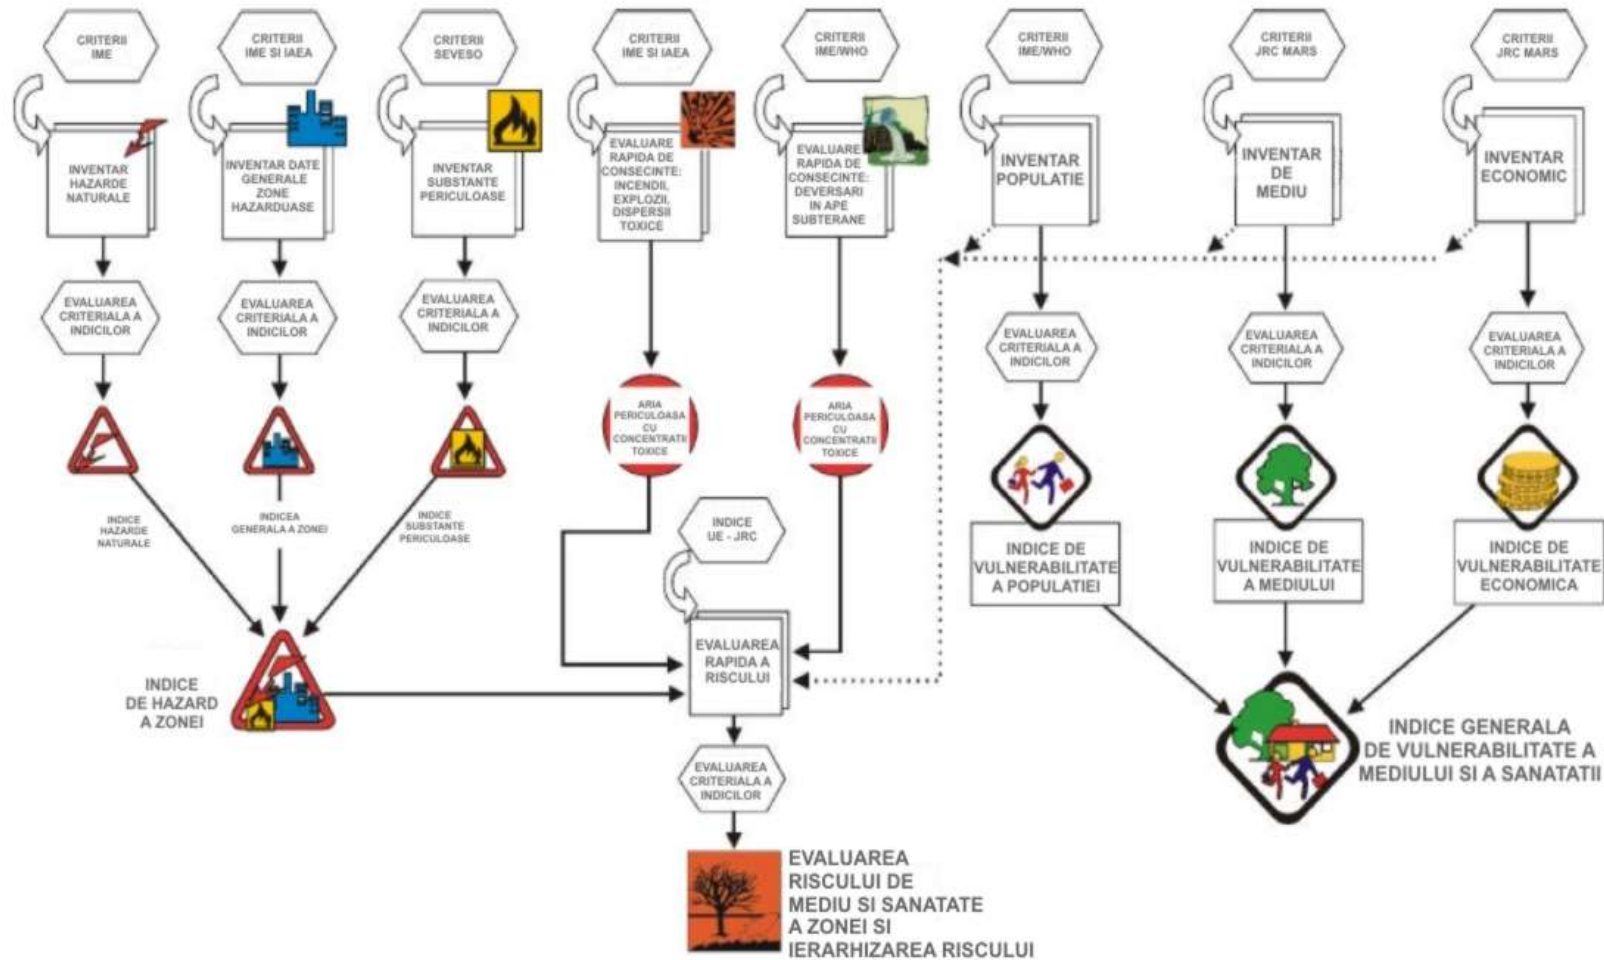 CRITERII
IME
CRITERII
IME SI IAEA
CRITERII
SEVESO
CRITERII
IME SI IAEA
CRITERII
IME/WHO
CRITERII
IME/WHO
CRITERII
JRC MARS
CRITERII
JRC MARS
INVENTAR
HAZARDE
NATURALE
INVENTAR DATE
GENERALE
ZONE
HAZARDUASE
INVENTAR
SUBSTANTE
PERICULOASE
EVALUARE
RAPIDA DE
CONSECINTE:
INCENDII,
EXPLOZII,
DISPERSII
TOXICE
EVALUARE
RAPIDA DE
CONSECINTE:
DEVERSARI
IN APE
SUBTERANE
INVENTAR
POPULATIE
INVENTAR
DE
MEDIU
INVENTAR
ECONOMIC
EVALUAREA
CRITERIALA A
INDICILOR
EVALUAREA
CRITERIALA A
INDICILOR
EVALUAREA
CRITERIALA A
INDICILOR
EVALUAREA
CRITERIALA A
INDICILOR
EVALUAREA
CRITERIALA A
INDICILOR
EVALUAREA
CRITERIALA A
INDICILOR
ARIA
PERICULOASA
CU
CONCENTRATII
TOXICE
ARIA
PERICULOASA
CU
CONCENTRATII
TOXICE
INDICE
HAZARDE
NATURALE
INDICEA
GENERALA A ZONEI
INDICE
SUBSTANTE
PERICULOASE
INDICE
UE - JRC
INDICE DE
VULNERABILITATE
A POPULATIEI
INDICE DE
VULNERABILITATE
A MEDIULUI
INDICE DE
VULNERABILITATE
ECONOMICA
INDICE
DE HAZARD
A ZONEI
EVALUAREA
RAPIDA A
RISCULUI
INDICE GENERALA
DE VULNERABILITATE A
MEDIULUI SI A SANATATII
EVALUAREA
CRITERIALA A
INDICILOR
EVALUAREA
RISCULUI DE
MEDIU SI SANATATE
A ZONEI SI
IERARHIZAREA RISCULUI